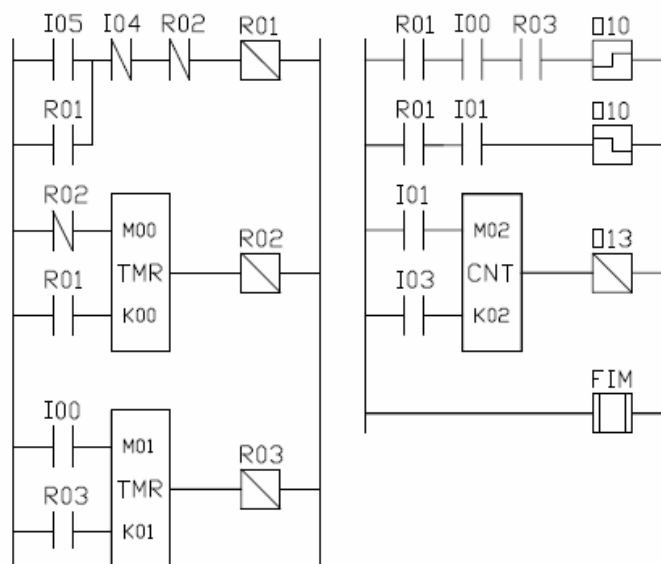 I05 I04 R02 R01
R01
R02
M00
TMR
R02
R01
K00
I00
M01
TMR
R03
R03
K01
R01 I00 R03 O10
R01 I01 O10
I01
M02
CNT
O13
I03
K02
FIM